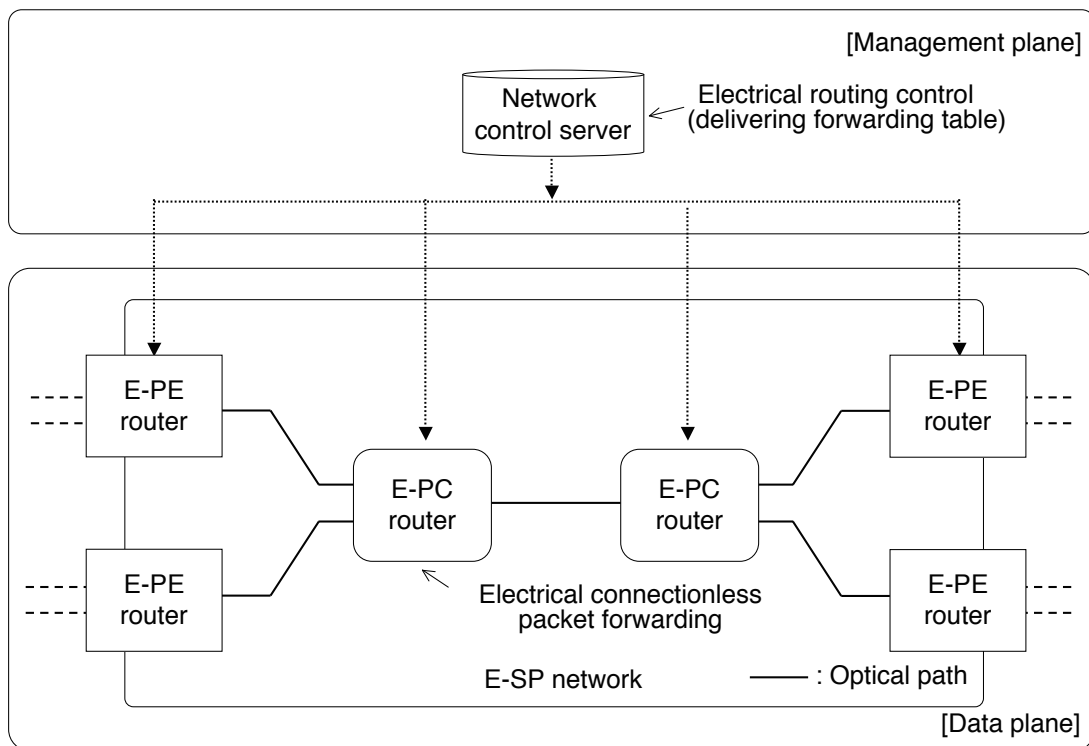 [Management plane]
Network
control server
Electrical routing control
(delivering forwarding table)
E-PE
router
E-PE
router
E-PC
router
E-PC
router
E-PE
router
E-PE
router
Electrical connectionless
packet forwarding
E-SP network
: Optical path
[Data plane]